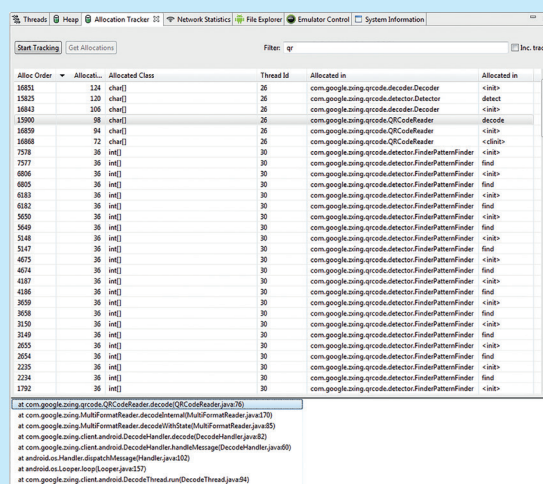 Threads Heap Allocation Tracker Network Statistics File Explorer Emulator Control System Information
Start Tracking Get Allocations Filter: qr Inc. trac
Alloc Order Allocati... Allocated Class Thread Id Allocated in Allocated in
16851 124 char[] 26 com.google.zxing.qrcode.decoder.Decoder <init>
15825 120 char[] 26 com.google.zxing.qrcode.detector.Detector detect
16843 106 char[] 26 com.google.zxing.qrcode.decoder.Decoder <init>
15900 98 char[] 26 com.google.zxing.qrcode.QRCodeReader decode
16859 94 char[] 26 com.google.zxing.qrcode.QRCodeReader <init>
16868 72 char[] 26 com.google.zxing.qrcode.QRCodeReader <clinit>
7578 36 int[] 30 com.google.zxing.qrcode.detector.FinderPatternFinder <init>
7577 36 int[] 30 com.google.zxing.qrcode.detector.FinderPatternFinder find
6806 36 int[] 30 com.google.zxing.qrcode.detector.FinderPatternFinder <init>
6805 36 int[] 30 com.google.zxing.qrcode.detector.FinderPatternFinder find
6183 36 int[] 30 com.google.zxing.qrcode.detector.FinderPatternFinder <init>
6182 36 int[] 30 com.google.zxing.qrcode.detector.FinderPatternFinder find
5650 36 int[] 30 com.google.zxing.qrcode.detector.FinderPatternFinder <init>
5649 36 int[] 30 com.google.zxing.qrcode.detector.FinderPatternFinder find
5148 36 int[] 30 com.google.zxing.qrcode.detector.FinderPatternFinder <init>
5147 36 int[] 30 com.google.zxing.qrcode.detector.FinderPatternFinder find
4675 36 int[] 30 com.google.zxing.qrcode.detector.FinderPatternFinder <init>
4674 36 int[] 30 com.google.zxing.qrcode.detector.FinderPatternFinder find
4187 36 int[] 30 com.google.zxing.qrcode.detector.FinderPatternFinder <init>
4186 36 int[] 30 com.google.zxing.qrcode.detector.FinderPatternFinder find
3659 36 int[] 30 com.google.zxing.qrcode.detector.FinderPatternFinder <init>
3658 36 int[] 30 com.google.zxing.qrcode.detector.FinderPatternFinder find
3150 36 int[] 30 com.google.zxing.qrcode.detector.FinderPatternFinder <init>
3149 36 int[] 30 com.google.zxing.qrcode.detector.FinderPatternFinder find
2655 36 int[] 30 com.google.zxing.qrcode.detector.FinderPatternFinder <init>
2654 36 int[] 30 com.google.zxing.qrcode.detector.FinderPatternFinder find
2235 36 int[] 30 com.google.zxing.qrcode.detector.FinderPatternFinder <init>
2234 36 int[] 30 com.google.zxing.qrcode.detector.FinderPatternFinder find
1792 36 int[] 30 com.google.zxing.qrcode.detector.FinderPatternFinder <init>
at com.google.zxing.qrcode.QRCodeReader.decode(QRCodeReader.java:76)
at com.google.zxing.MultiFormatReader.decodeInternal(MultiFormatReader.java:170)
at com.google.zxing.MultiFormatReader.decodeWithState(MultiFormatReader.java:85)
at com.google.zxing.client.android.DecodeHandler.decode(DecodeHandler.java:82)
at com.google.zxing.client.android.DecodeHandler.handleMessage(DecodeHandler.java:60)
at android.os.Handler.dispatchMessage(Handler.java:102)
at android.os.Looper.loop(Looper.java:157)
at com.google.zxing.client.android.DecodeThread.run(DecodeThread.java:94)